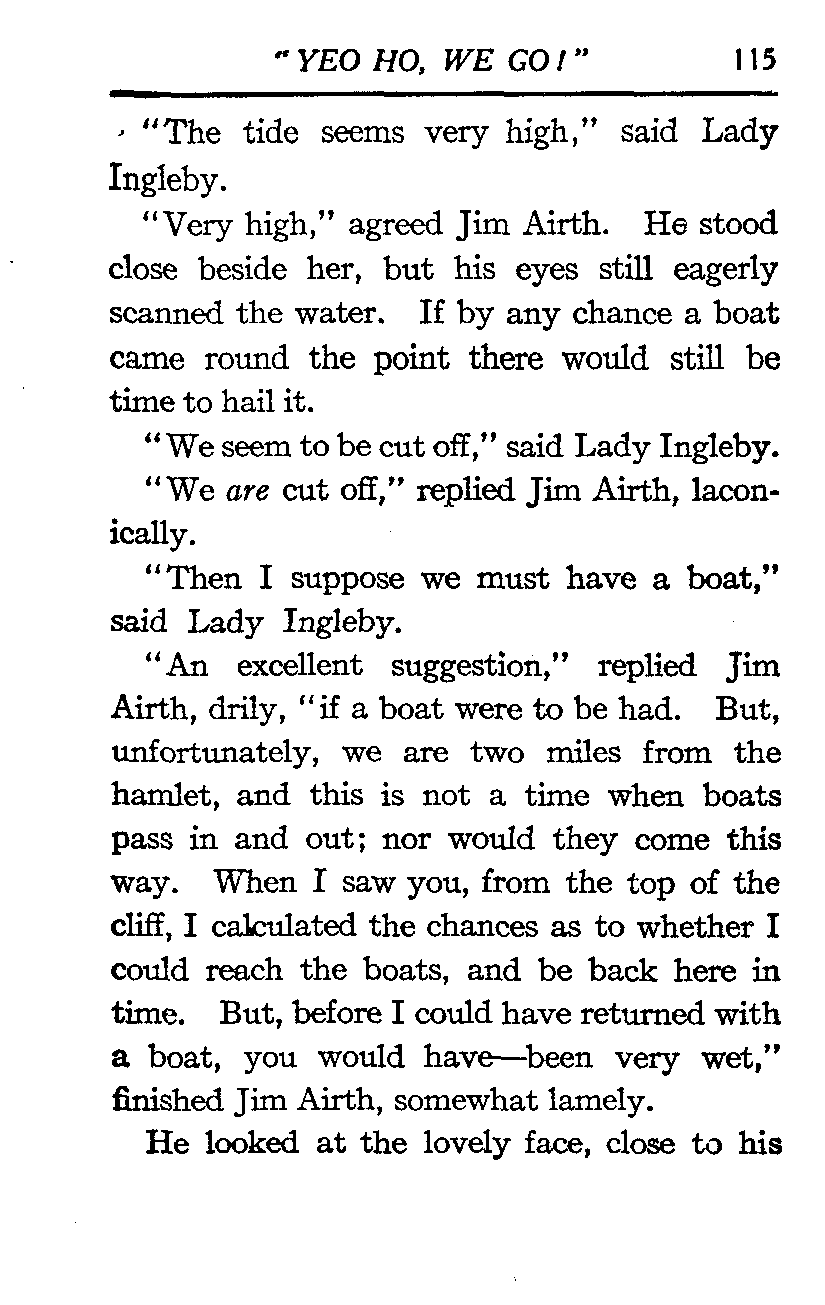 "YEO HO, WE GO!" 115
"The tide seems very high," said Lady
Ingleby.
"Very high," agreed Jim Airth. He stood
close beside her, but his eyes still eagerly
scanned the water. If by any chance a boat
came round the point there would still be
time to hail it.
"We seem to be cut off," said Lady Ingleby.
"We are cut off," replied Jim Airth, lacon-
ically.
"Then I suppose we must have a boat,"
said Lady Ingleby.
"An excellent suggestion," replied Jim
Airth, drily, "if a boat were to be had. But,
unfortunately, we are two miles from the
hamlet, and this is not a time when boats
pass in and out; nor would they come this
way. When I saw you, from the top of the
cliff, I calculated the chances as to whether I
could reach the boats, and be back here in
time. But, before I could have returned with
a boat, you would have—been very wet,"
finished Jim Airth, somewhat lamely.
He looked at the lovely face, close to his